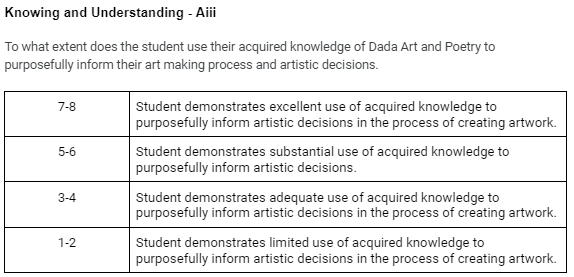 Knowing and Understanding - Aiii
To what extent does the student use their acquired knowledge of Dada Art and Poetry to
purposefully inform their art making process and artistic decisions.
7-8
Student demonstrates excellent use of acquired knowledge to
purposefully inform artistic decisions in the process of creating artwork.
5-6
Student demonstrates substantial use of acquired knowledge to
purposefully inform artistic decisions.
3-4
Student demonstrates adequate use of acquired knowledge to
purposefully inform artistic decisions in the process of creating artwork.
1-2
Student demonstrates limited use of acquired knowledge to
purposefully inform artistic decisions in the process of creating artwork.